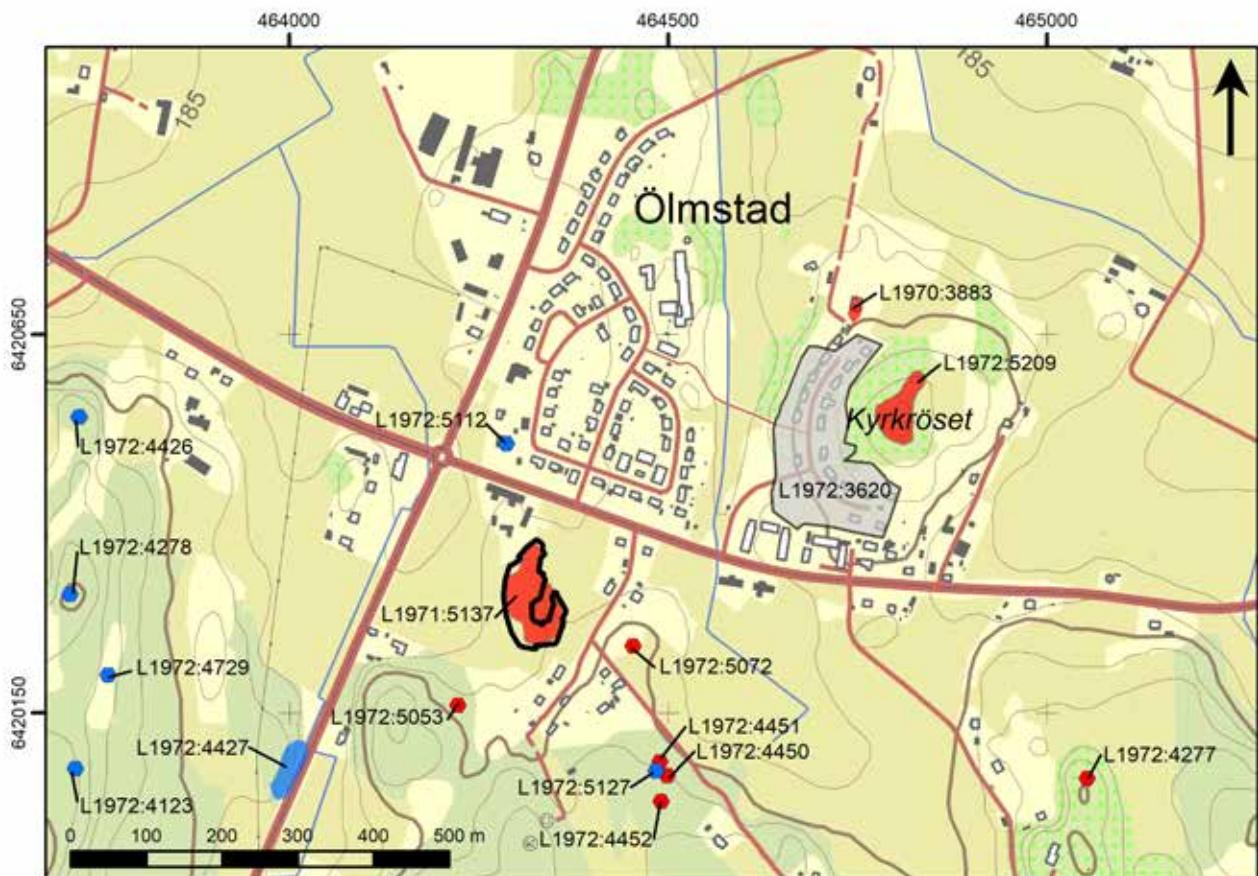 464000
464500
465000
185
185
Ölmstad
L1970:3883
6420650
L1972:5209
Kyrkröset
L1972:5112
L1972:4426
L1972:3620
L1972:4278
L1971:5137
L1972:5072
L1972:4729
6420150
L1972:5053
L1972:4451
L1972:4427
L1972:4450
L1972:4277
L1972:5127
L1972:4123
L1972:4452
0 100 200 300 400 500 m